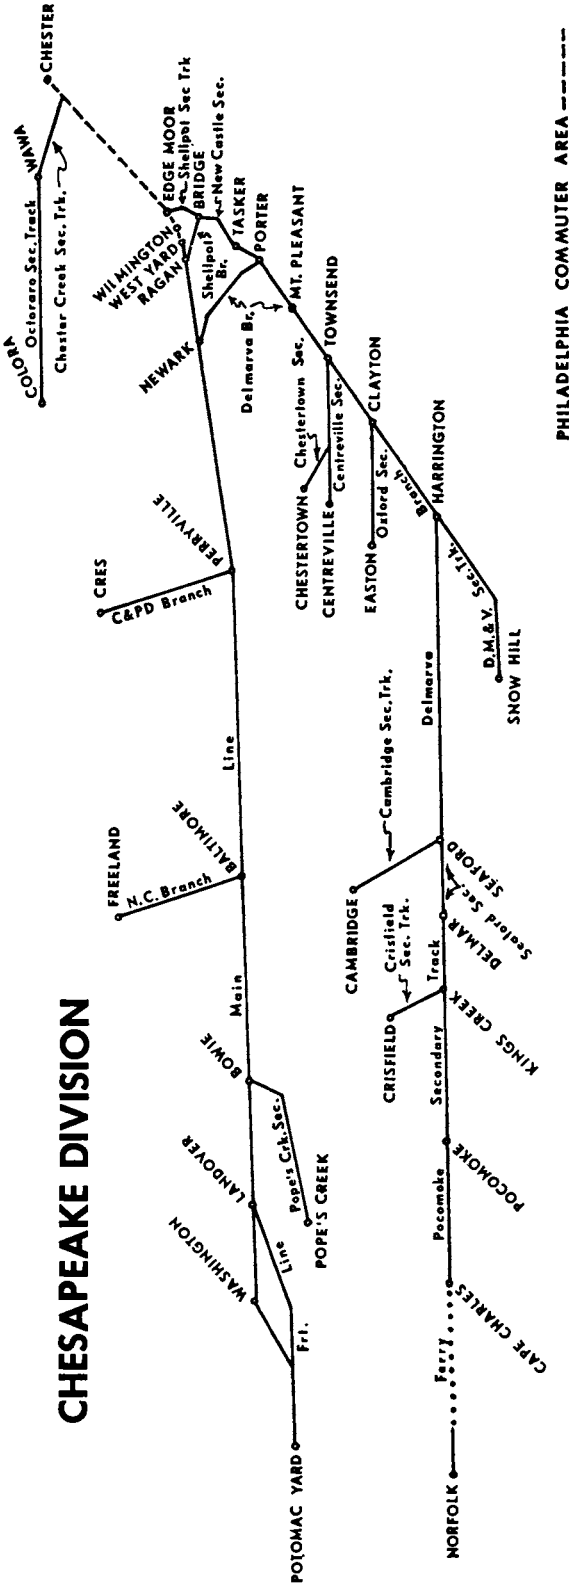 CHESAPEAKE DIVISION
POTOMAC YARD
Frt.
Line
WASHINGTON
LANDOVER
POPE'S CREEK
Pope's Crk. Sec.
BOWIE
Main
FREELAND
N.C. Branch
BALTIMORE
Line
CRES
C&PD Branch
PERRYVILLE
NEWARK
COLORA
Octoraro Sec. Track
Chester Creek Sec. Trk.
WAWA
CHESTER
WILMINGTON
WEST YARD
RAGAN
EDGE MOOR
Shellpot Sec Trk
BRIDGE
New Castle Sec.
Shellpot
Br.
TASKER
PORTER
Delmarva Br.
MT. PLEASANT
TOWNSEND
Chestertown Sec.
CHESTERTOWN
Centreville Sec.
CENTREVILLE
CLAYTON
EASTON
Oxford Sec.
Branch
HARRINGTON
Sec. Trk.
D.M.& V.
SNOW HILL
Delmarva
Cambridge Sec. Trk.
CAMBRIDGE
SEAFORD
Seaford Sec.
DELMAR
Crisfield
Sec. Trk.
CRISFIELD
Track
KINGS CREEK
Secondary
POCOMOKE
Pocomoke
CAPE CHARLES
Ferry
NORFOLK
PHILADELPHIA COMMUTER AREA -----